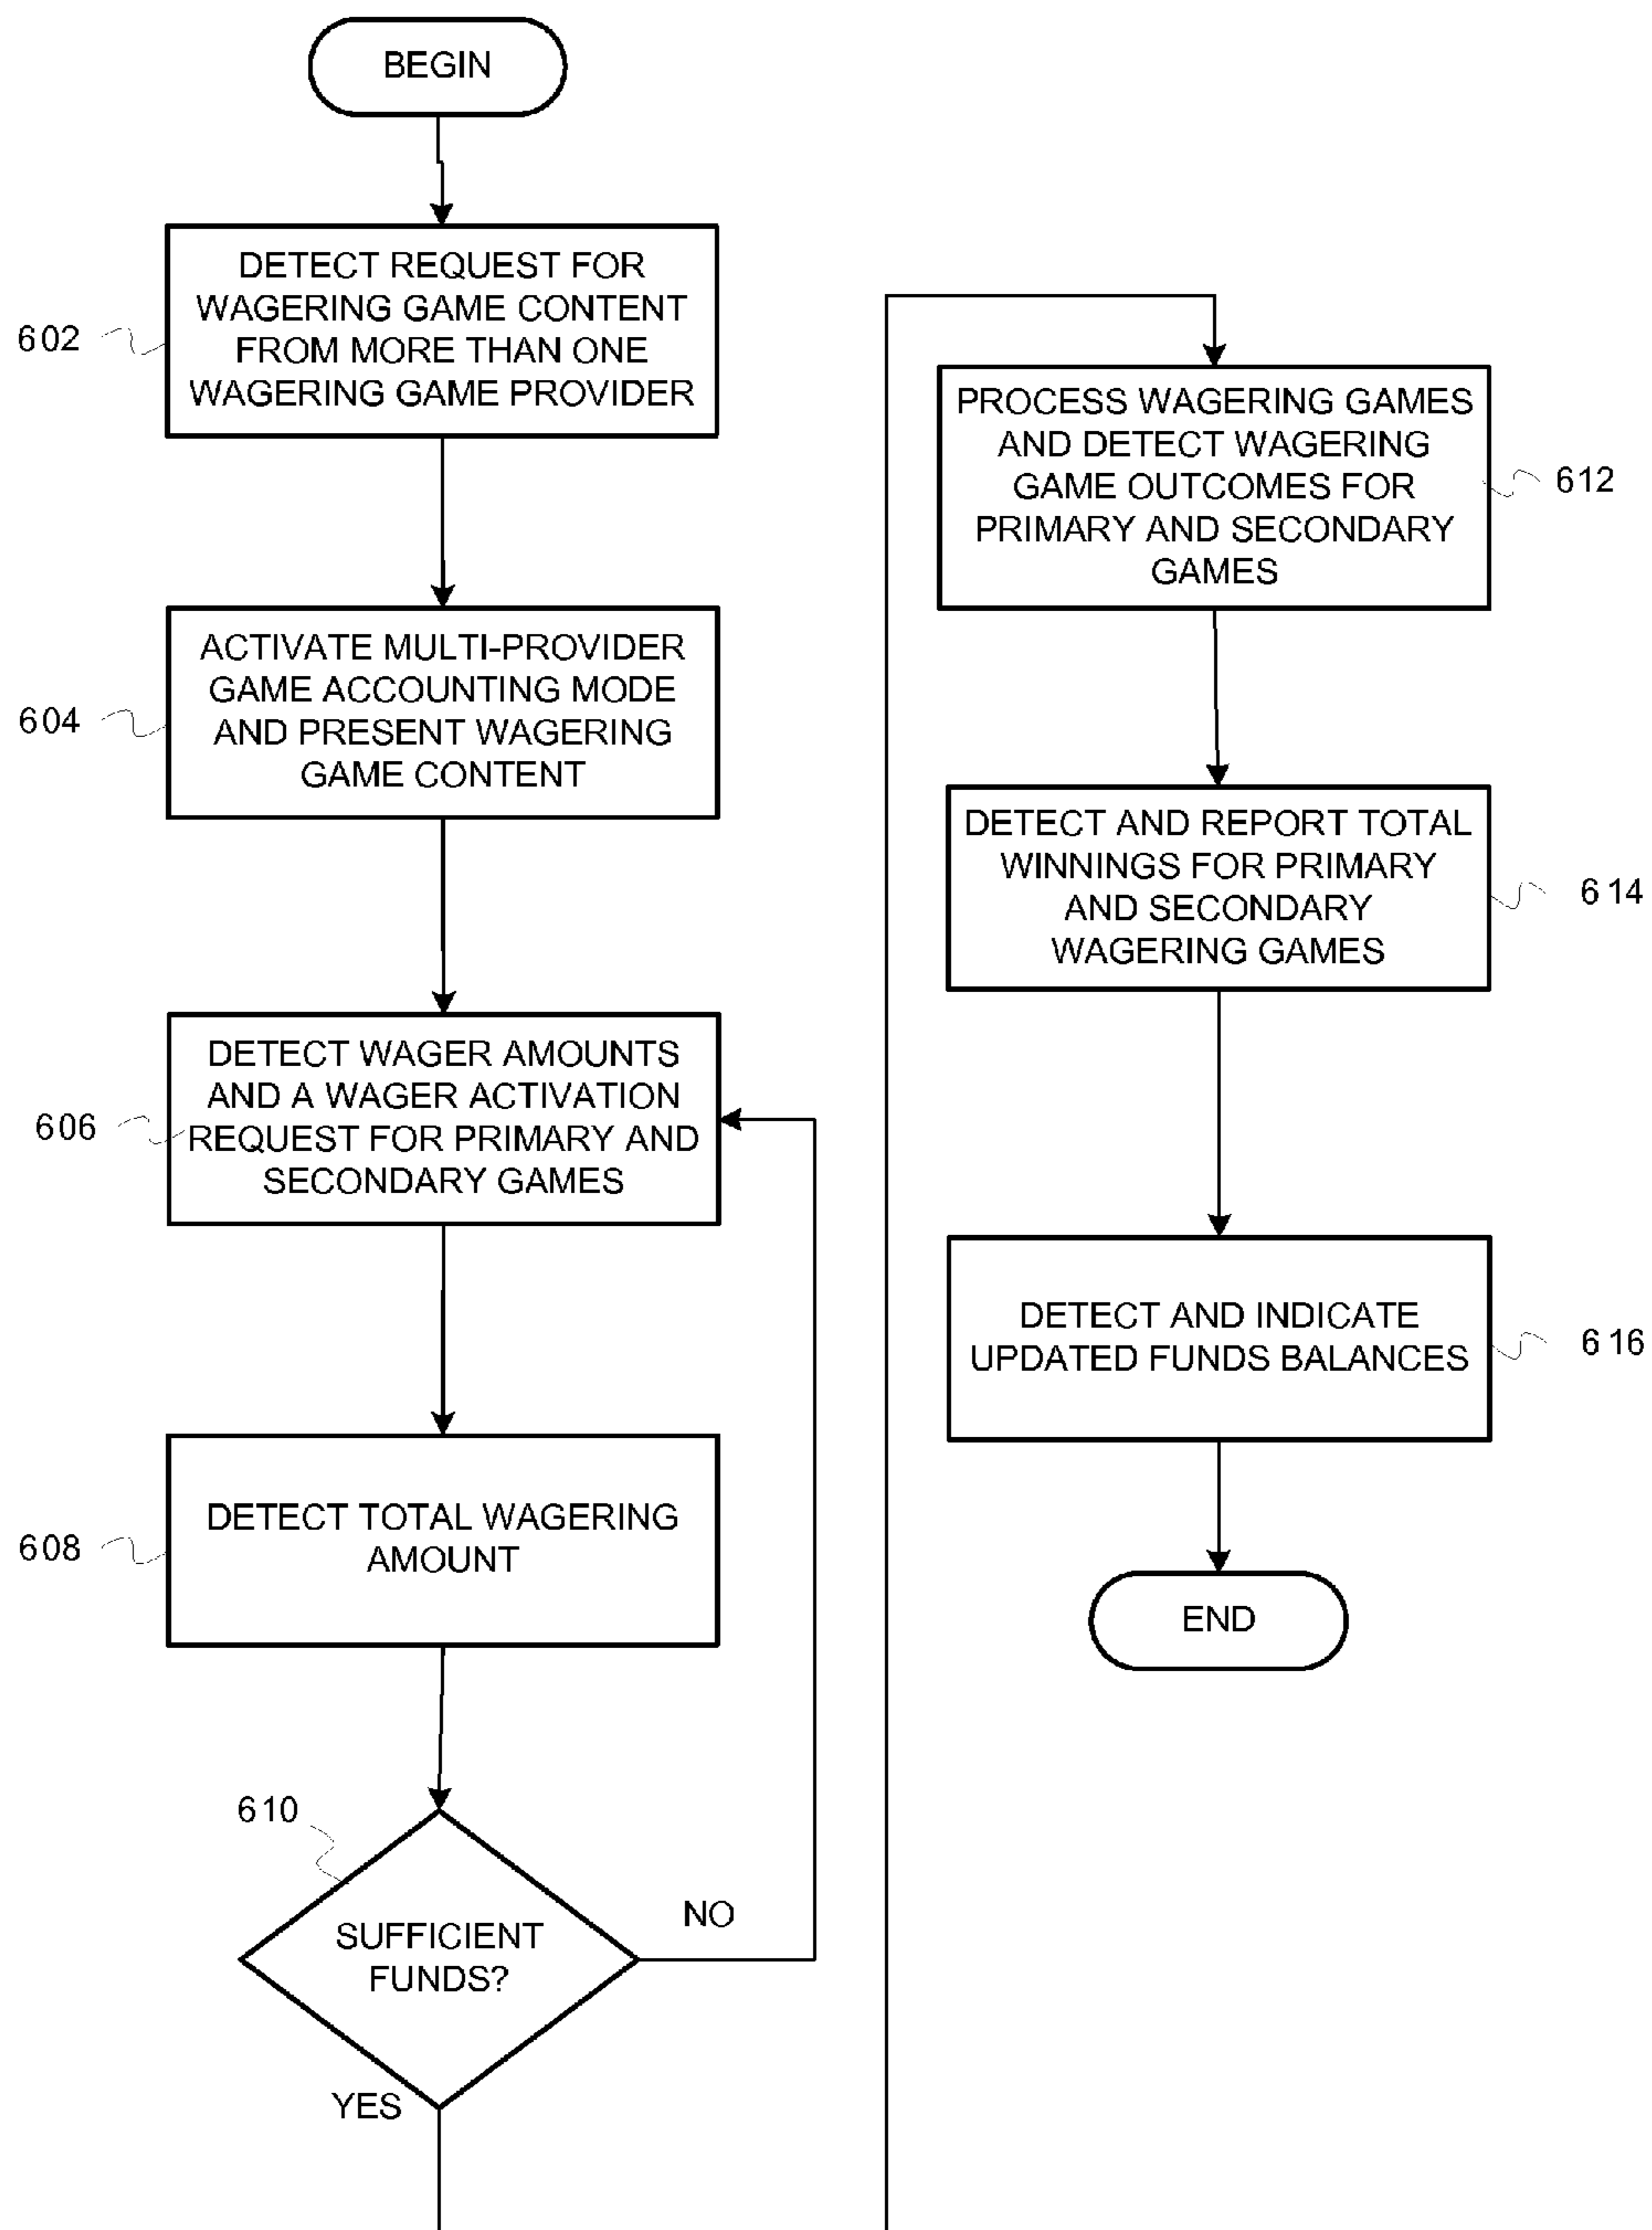 BEGIN
602
DETECT REQUEST FOR
WAGERING GAME CONTENT
FROM MORE THAN ONE
WAGERING GAME PROVIDER
604
ACTIVATE MULTI-PROVIDER
GAME ACCOUNTING MODE
AND PRESENT WAGERING
GAME CONTENT
606
DETECT WAGER AMOUNTS
AND A WAGER ACTIVATION
REQUEST FOR PRIMARY AND
SECONDARY GAMES
608
DETECT TOTAL WAGERING
AMOUNT
610
SUFFICIENT
FUNDS?
NO
YES
PROCESS WAGERING GAMES
AND DETECT WAGERING
GAME OUTCOMES FOR
PRIMARY AND SECONDARY
GAMES
612
DETECT AND REPORT TOTAL
WINNINGS FOR PRIMARY
AND SECONDARY
WAGERING GAMES
614
DETECT AND INDICATE
UPDATED FUNDS BALANCES
616
END